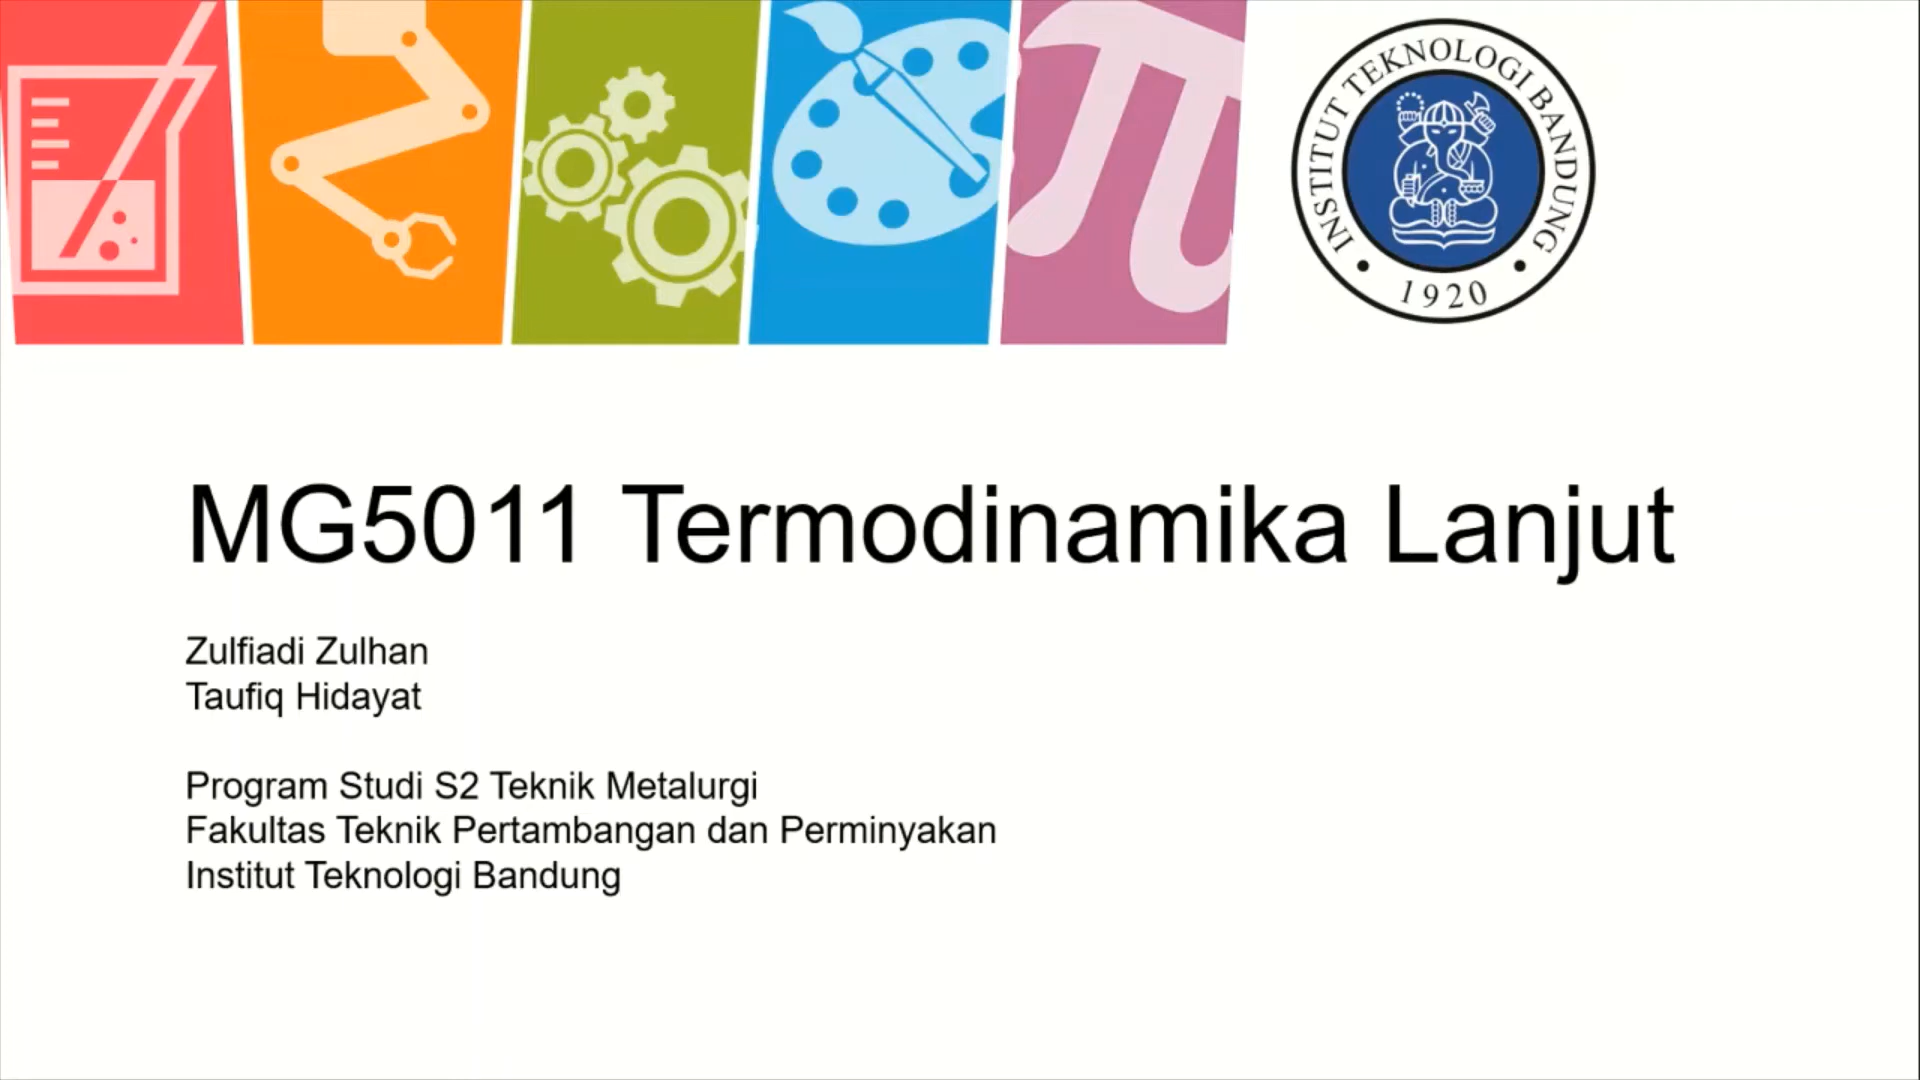 INSTITUT TEKNOLOGI BANDUNG
1920
MG5011 Termodinamika Lanjut
Zulfiadi Zulhan
Taufiq Hidayat
Program Studi S2 Teknik Metalurgi
Fakultas Teknik Pertambangan dan Perminyakan
Institut Teknologi Bandung